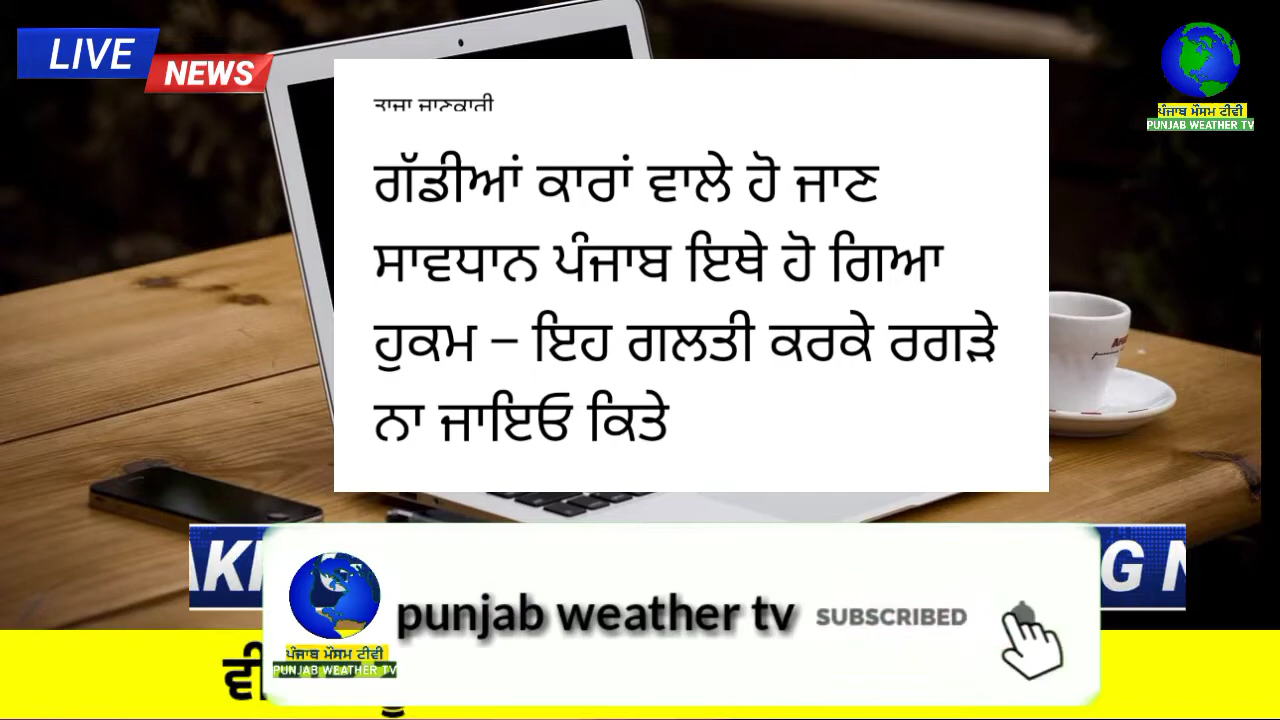 LIVE
NEWS
ਪੰਜਾਬ ਮੌਸਮ ਟੀਵੀ
PUNJAB WEATHER TV
ਤਾਜਾ ਜਾਣਕਾਰੀ
ਗੱਡੀਆਂ ਕਾਰਾਂ ਵਾਲੇ ਹੋ ਜਾਣ
ਸਾਵਧਾਨ ਪੰਜਾਬ ਇਥੇ ਹੋ ਗਿਆ
ਹੁਕਮ – ਇਹ ਗਲਤੀ ਕਰਕੇ ਰਗੜੇ
ਨਾ ਜਾਇਓ ਕਿਤੇ
punjab weather tv SUBSCRIBED
ਪੰਜਾਬ ਮੌਸਮ ਟੀਵੀ
PUNJAB WEATHER TV